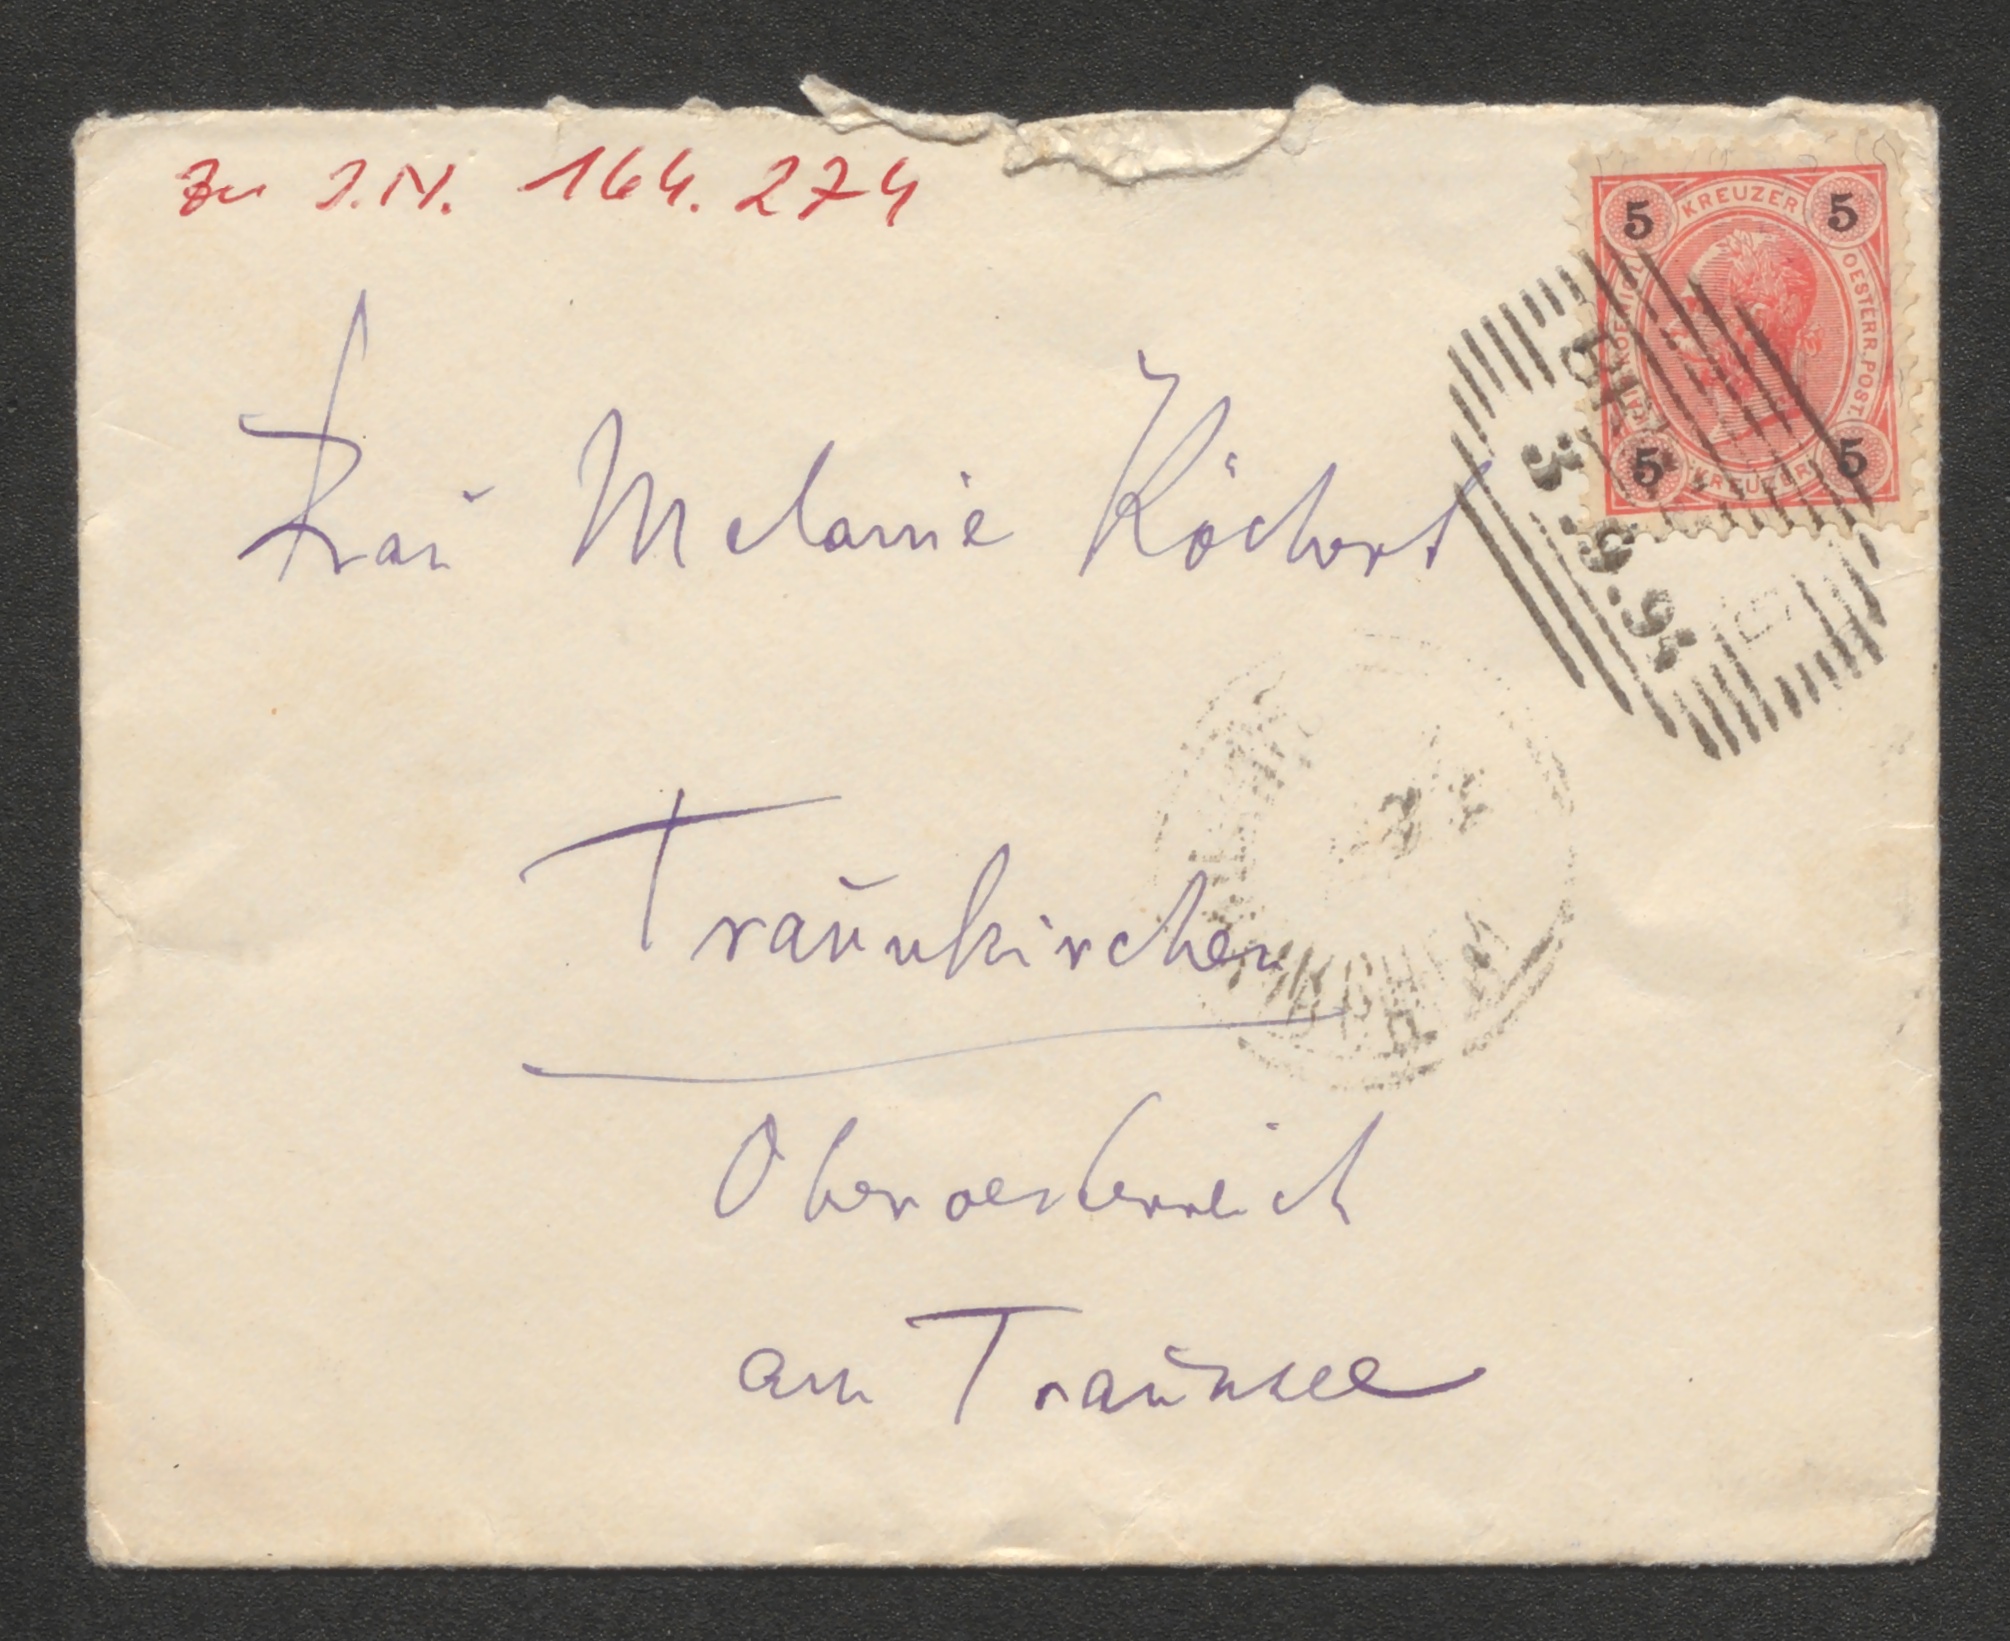 Zu I.N. 164.274
5 KREUZER 5
OESTERR. POST.
5 KREUZER 5
3.9.95
Frau Melanie Köchert
Traunkirchen
Oberoesterreich
am Traunsee